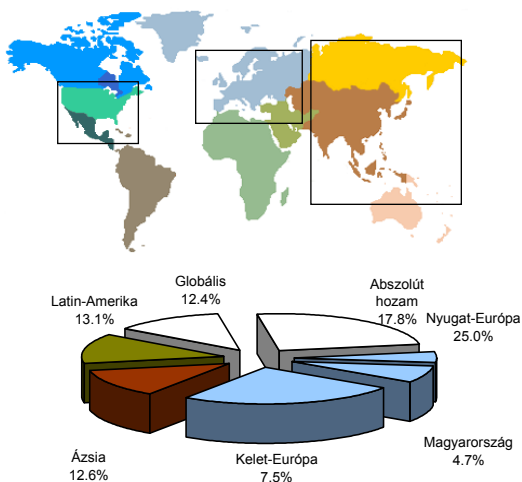 Globális
12.4%
Abszolút
hozam
17.8%
Latin-Amerika
13.1%
Nyugat-Európa
25.0%
Ázsia
12.6%
Kelet-Európa
7.5%
Magyarország
4.7%